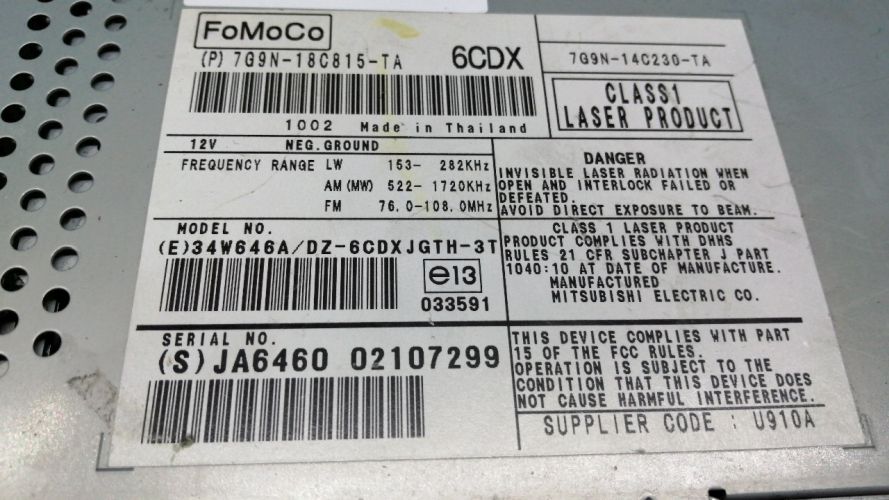 FoMoCo
(P) 7G9N-18C815-TA 6CDX
7G9N-14C230-TA
CLASS1
LASER PRODUCT
1002 Made in Thailand
12V NEG.GROUND
FREQUENCY RANGE LW 153- 282KHz
AM (MW) 522- 1720KHz
FM 76.0-108.0MHz
DANGER
INVISIBLE LASER RADIATION WHEN
OPEN AND INTERLOCK FAILED OR
DEFEATED.
AVOID DIRECT EXPOSURE TO BEAM.
MODEL NO.
(E)34W646A/DZ-6CDXJGTH-3T
e13
033591
CLASS 1 LASER PRODUCT
PRODUCT COMPLIES WITH DHHS
RULES 21 CFR SUBCHAPTER J PART
1040:10 AT DATE OF MANUFACTURE.
MANUFACTURED
MITSUBISHI ELECTRIC CO.
SERIAL NO.
(S)JA6460 02107299
THIS DEVICE COMPLIES WITH PART
15 OF THE FCC RULES.
OPERATION IS SUBJECT TO THE
CONDITION THAT THIS DEVICE DOES
NOT CAUSE HARMFUL INTERFERENCE.
SUPPLIER CODE : U910A